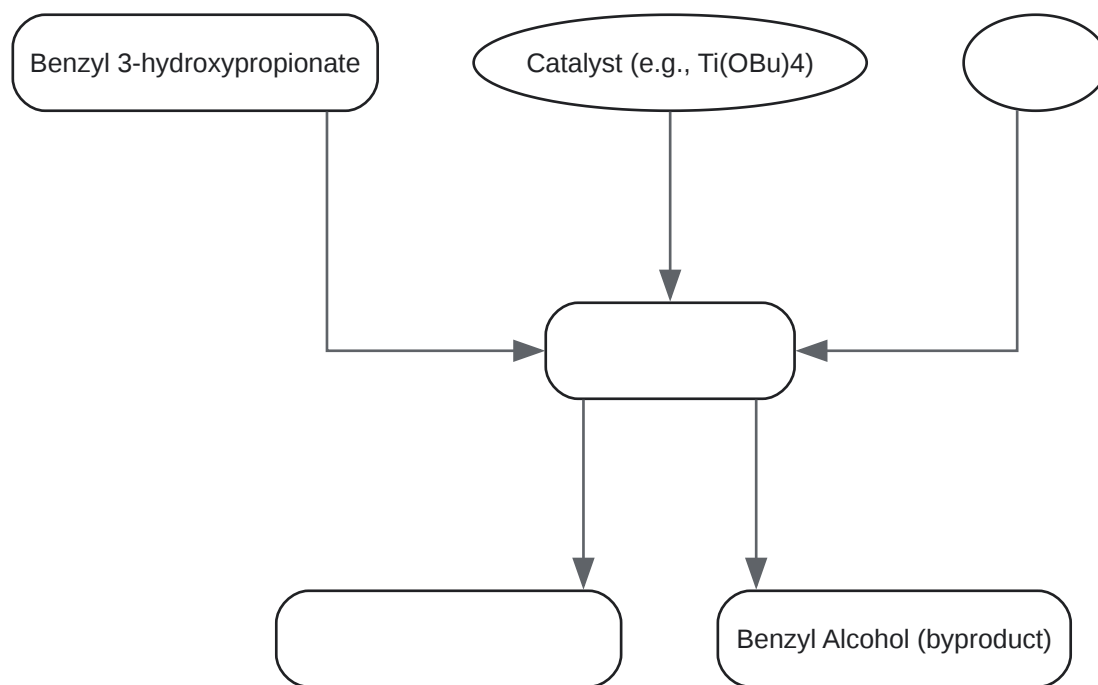 Benzyl 3-hydroxypropionate
Catalyst (e.g., Ti(OBu)4)
Benzyl Alcohol (byproduct)